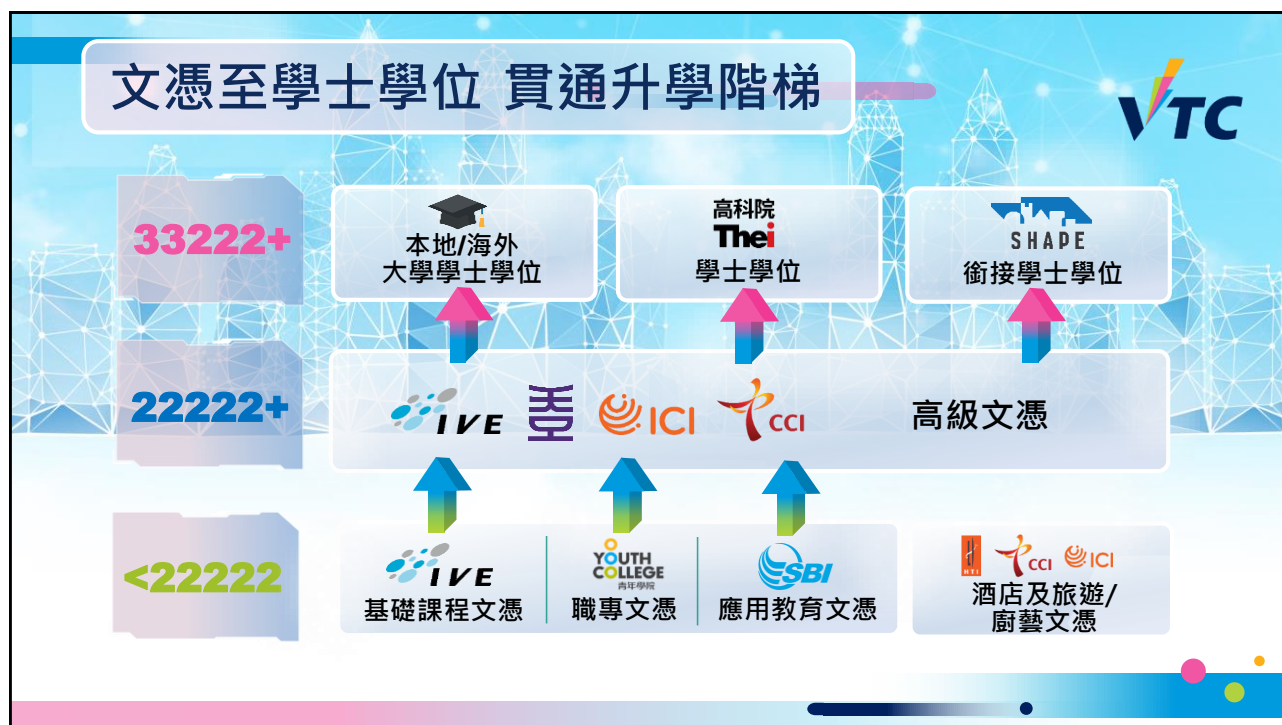 文憑至學士學位 貫通升學階梯
VTC
33222+
本地/海外
大學學士學位
高科院
Thei
學士學位
SHAPE
銜接學士學位
22222+
IVE
HKDI
ICI
CCI
高級文憑
<22222
IVE
基礎課程文憑
YOUTH
COLLEGE
青年學院
職專文憑
SBI
應用教育文憑
HTI
CCI
ICI
酒店及旅遊/
廚藝文憑